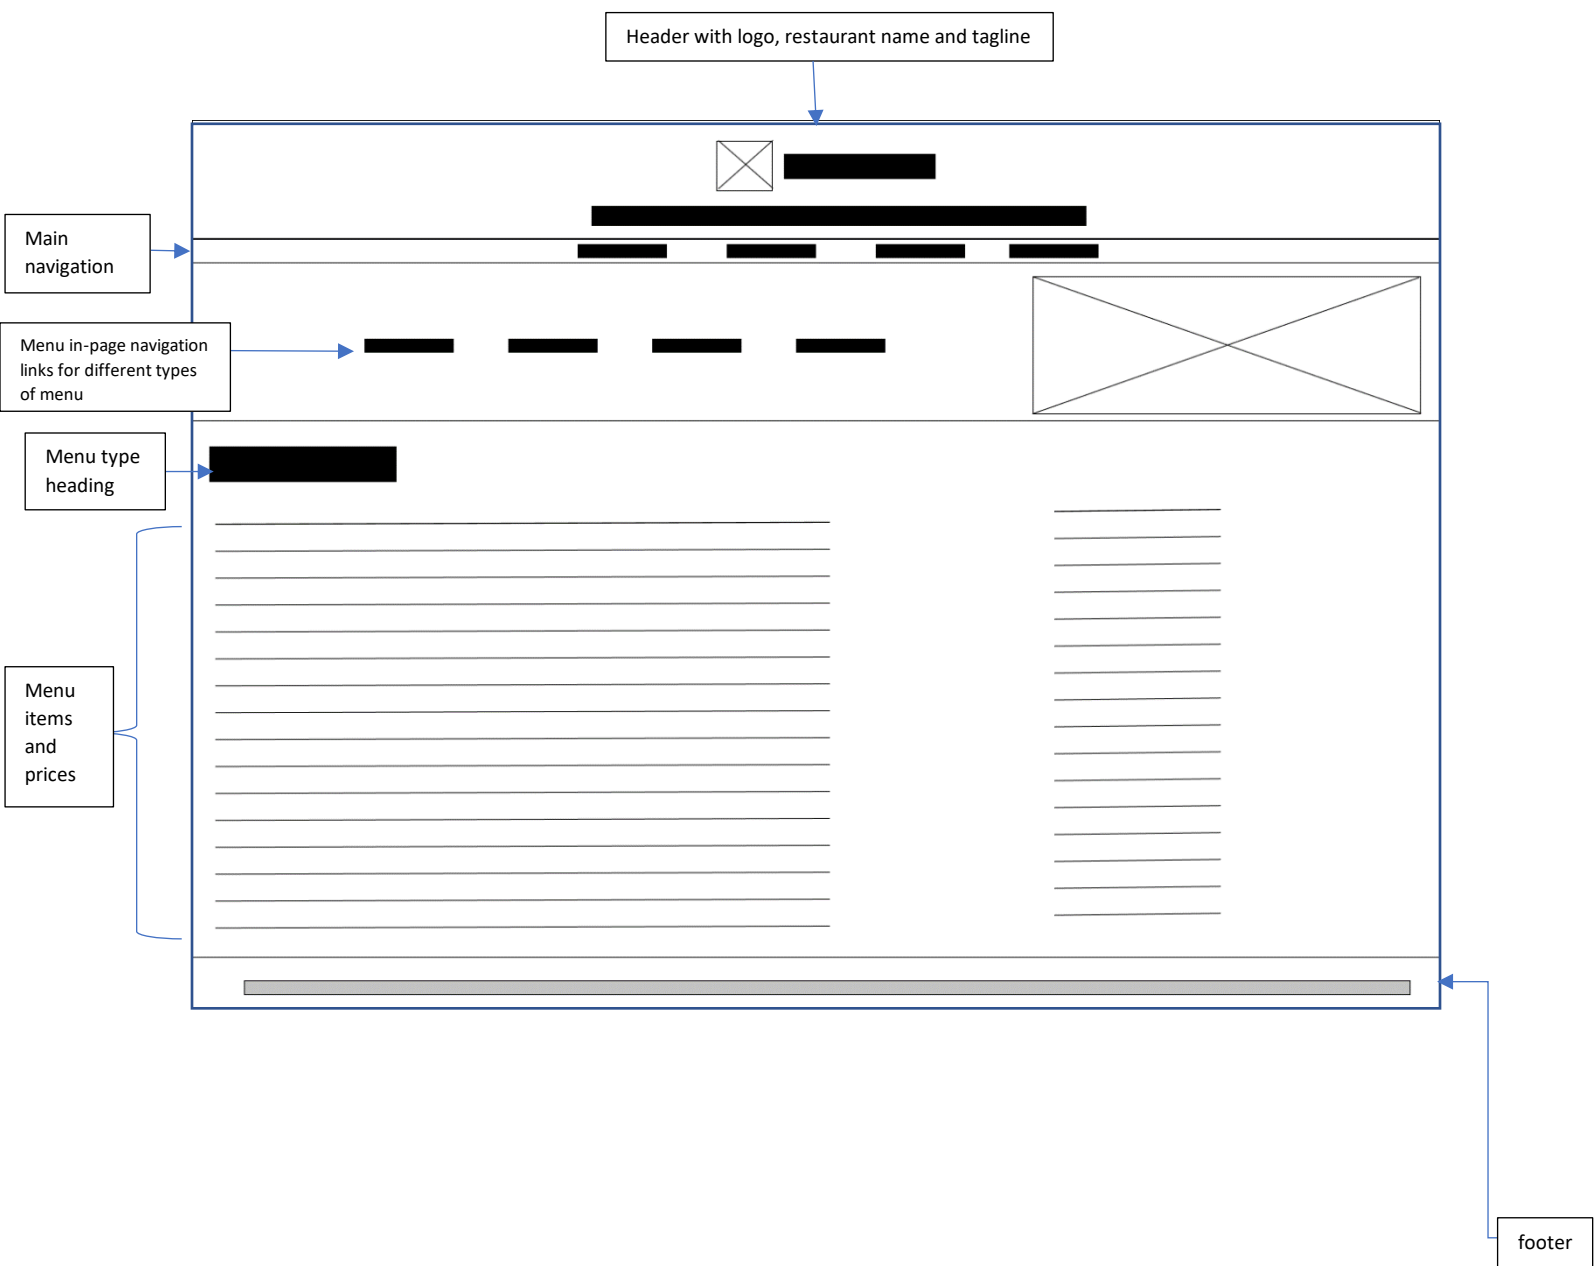 Header with logo, restaurant name and tagline
Main
navigation
Menu in-page navigation
links for different types
of menu
Menu type
heading
Menu
items
and
prices
footer